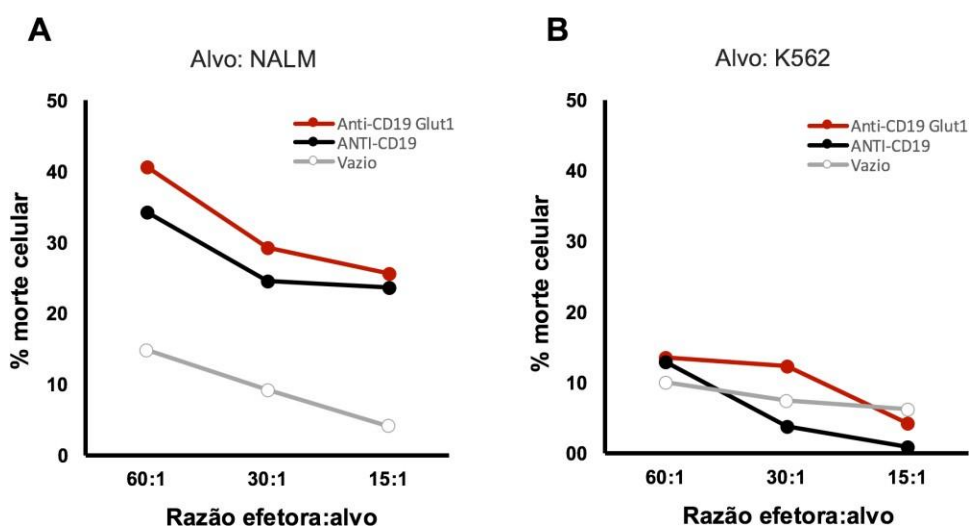 A
Alvo: NALM
50
40
30
20
10
0
% morte celular
Anti-CD19 Glut1
ANTI-CD19
Vazio
60:1 30:1 15:1
Razão efetora:alvo
B
Alvo: K562
50
40
30
20
10
00
% morte celular
Anti-CD19 Glut1
ANTI-CD19
Vazio
60:1 30:1 15:1
Razão efetora:alvo